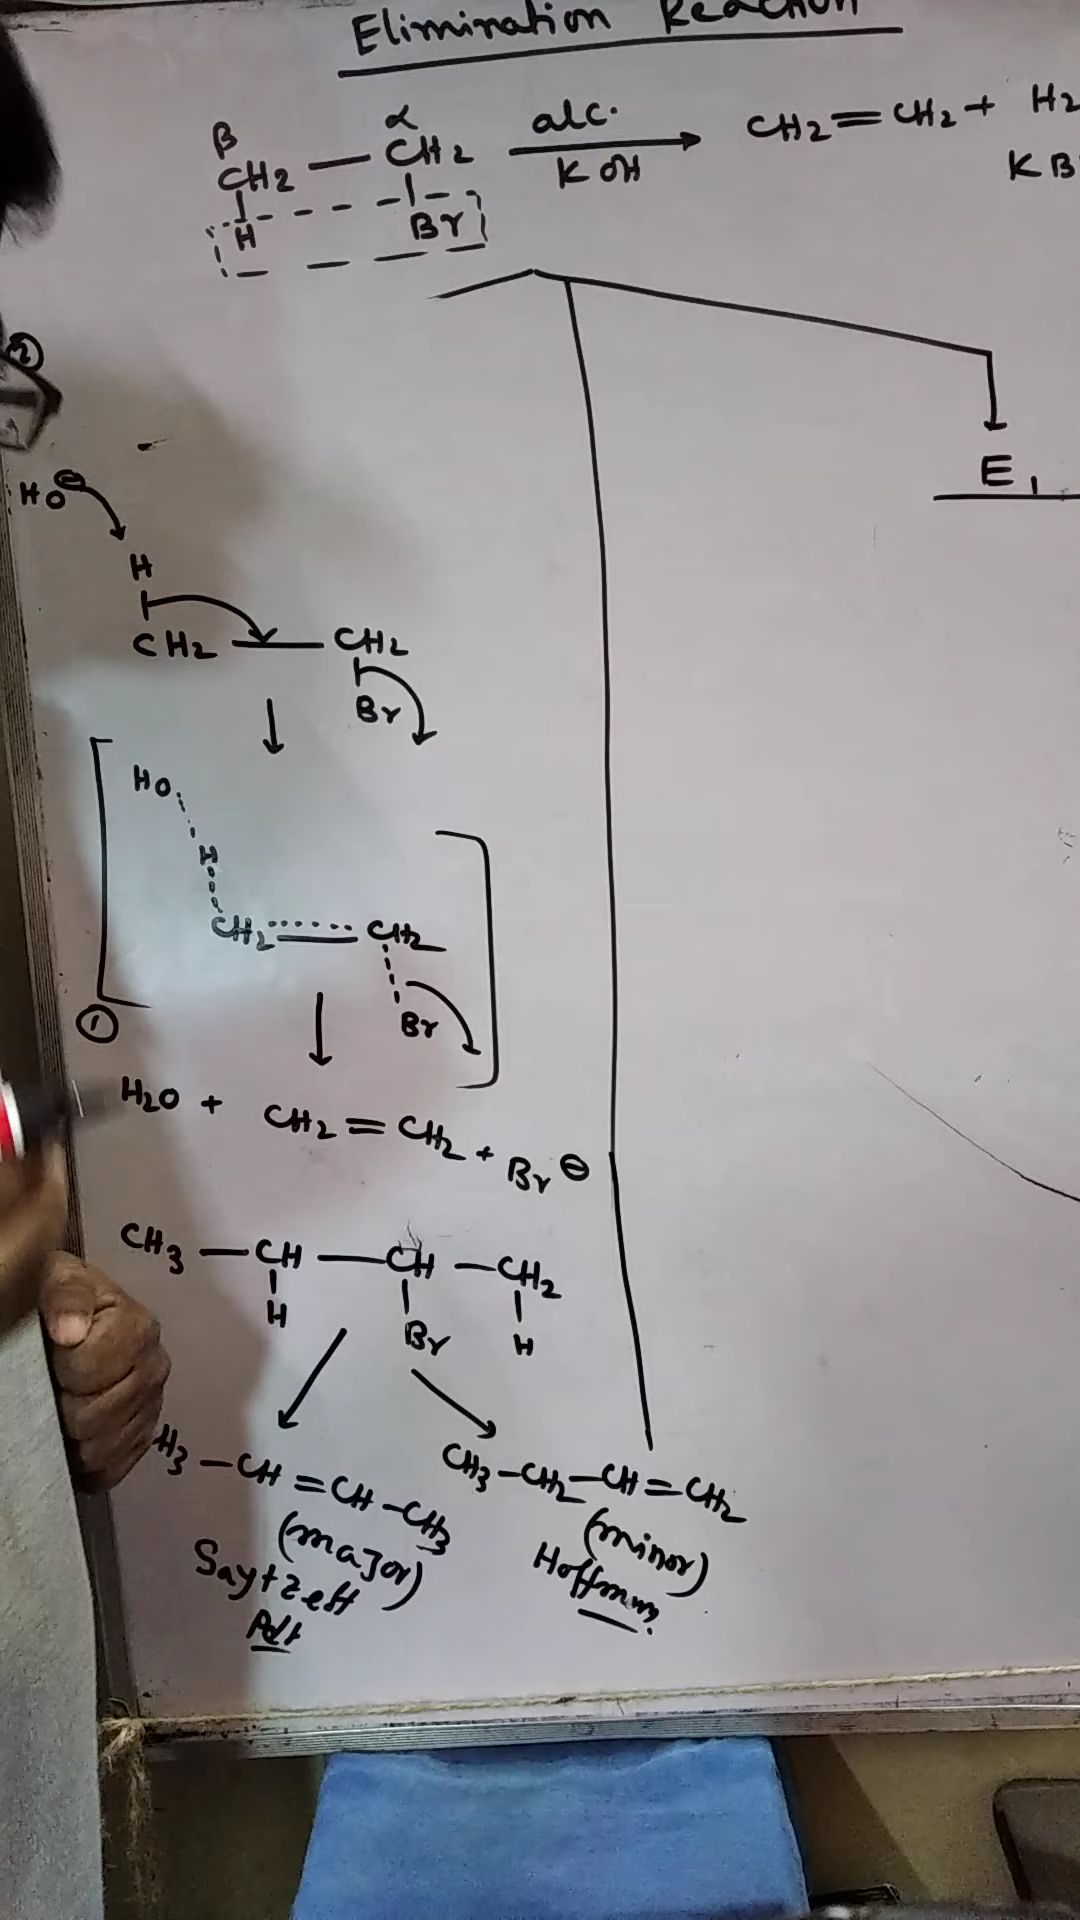 Elimination Reaction
β α
CH2 — CH2 alc. KOH → CH2=CH2 + H2
H Br KB
②
E1
HO⊖
H
CH2 — CH2
Br
HO
H
CH2 CH2
Br
①
H2O + CH2=CH2 + Br⊖
CH3 — CH — CH — CH2
H Br H
H3 — CH=CH-CH3 CH3-CH2-CH=CH2
(major) (minor)
Saytzeff Hoffmann.
Pdt